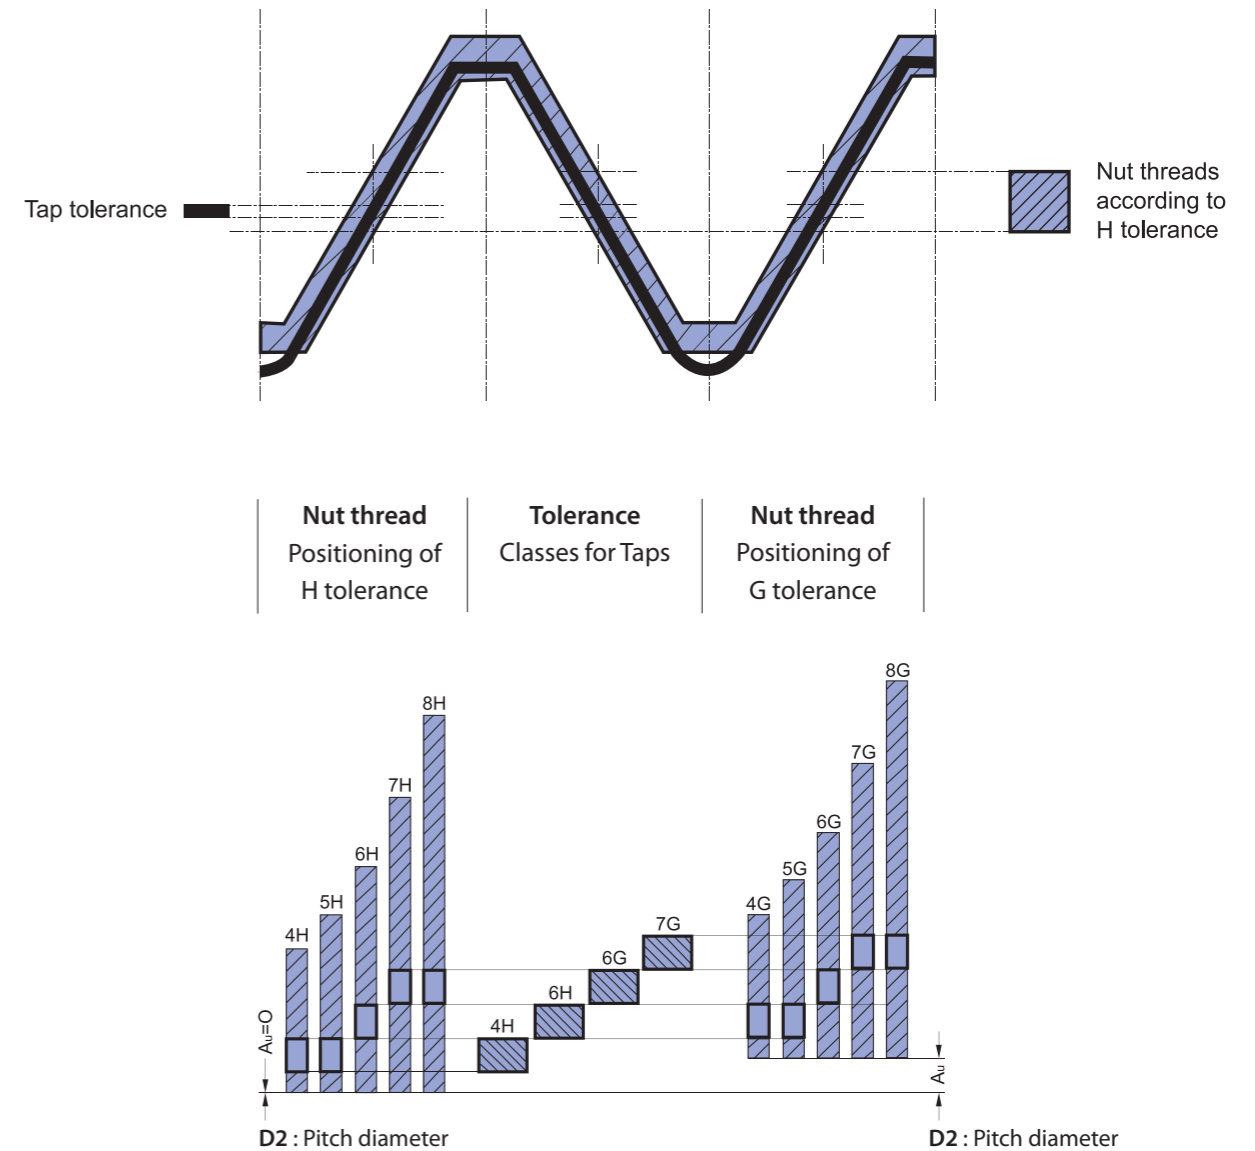 Tap tolerance
Nut threads
according to
H tolerance
Nut thread
Positioning of
H tolerance
Tolerance
Classes for Taps
Nut thread
Positioning of
G tolerance
8H
7H
6H
5H
4H
Au=O
7G
6G
6H
4H
8G
7G
6G
5G
4G
Au
D2 : Pitch diameter
D2 : Pitch diameter